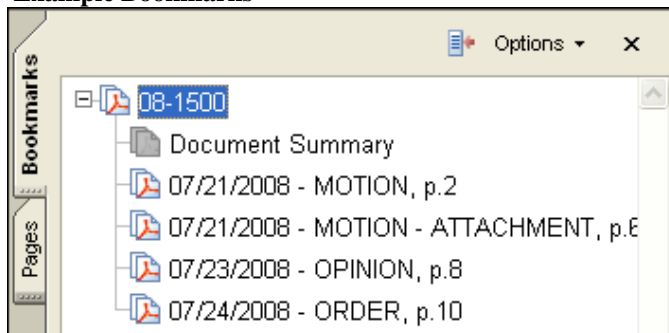 Example Bookmarks
Options
Bookmarks
Pages
08-1500
Document Summary
07/21/2008 - MOTION, p.2
07/21/2008 - MOTION - ATTACHMENT,
07/23/2008 - OPINION, p.8
07/24/2008 - ORDER, p.10